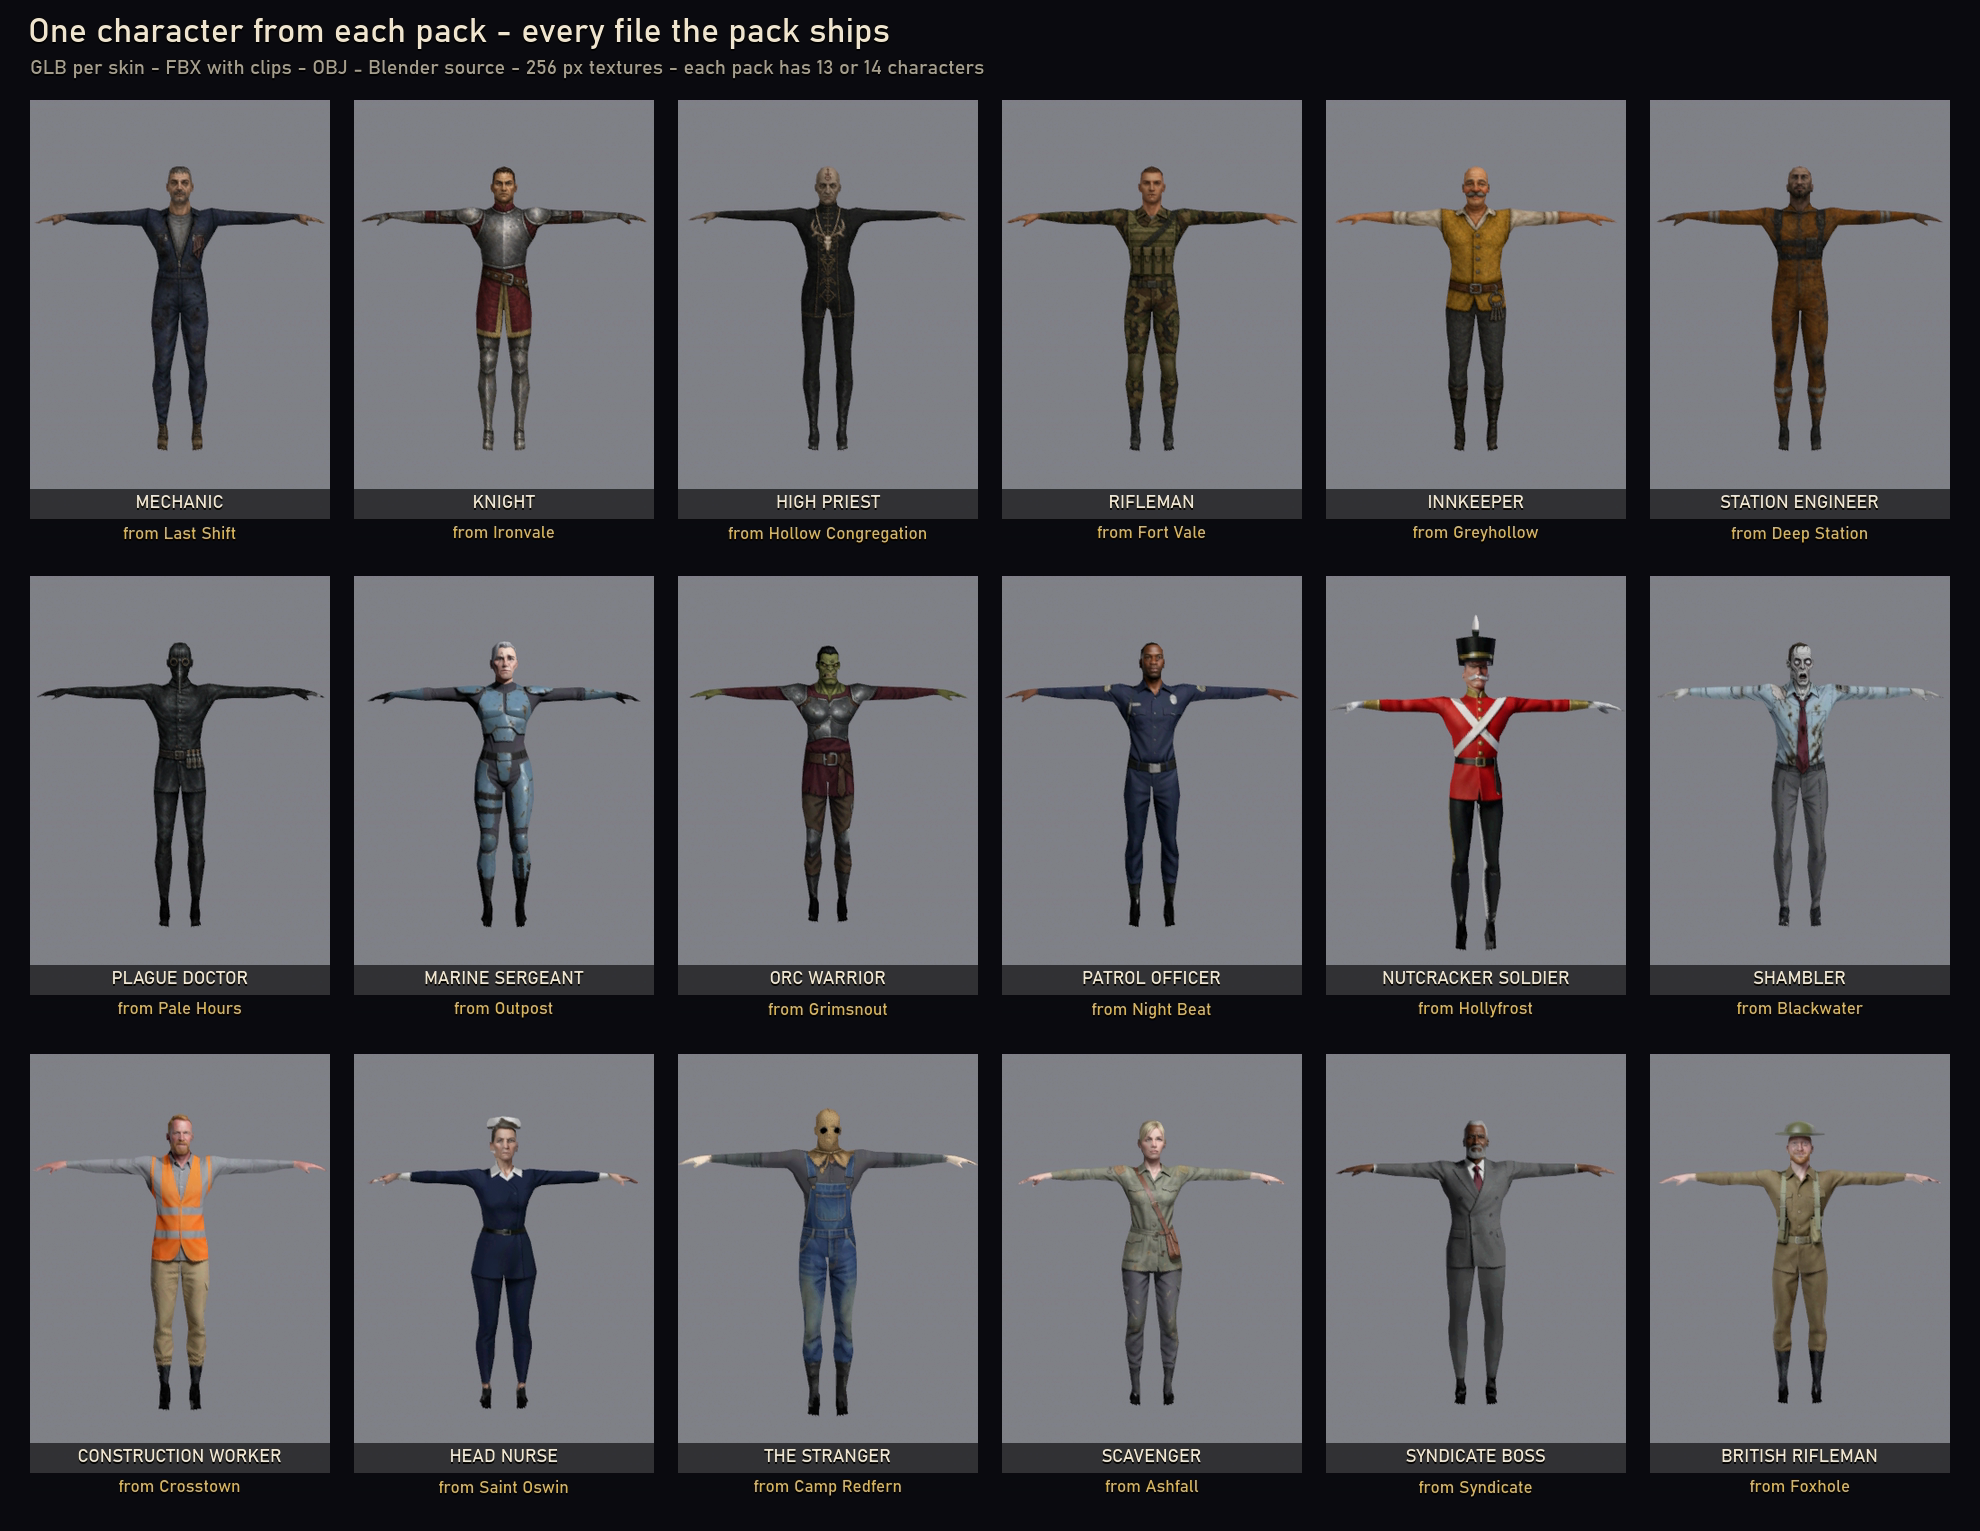 One character from each pack - every file the pack ships
GLB per skin - FBX with clips - OBJ - Blender source - 256 px textures - each pack has 13 or 14 characters
MECHANIC
from Last Shift
KNIGHT
from Ironvale
HIGH PRIEST
from Hollow Congregation
RIFLEMAN
from Fort Vale
INNKEEPER
from Greyhollow
STATION ENGINEER
from Deep Station
PLAGUE DOCTOR
from Pale Hours
MARINE SERGEANT
from Outpost
ORC WARRIOR
from Grimsnout
PATROL OFFICER
from Night Beat
NUTCRACKER SOLDIER
from Hollyfrost
SHAMBLER
from Blackwater
CONSTRUCTION WORKER
from Crosstown
HEAD NURSE
from Saint Oswin
THE STRANGER
from Camp Redfern
SCAVENGER
from Ashfall
SYNDICATE BOSS
from Syndicate
BRITISH RIFLEMAN
from Foxhole